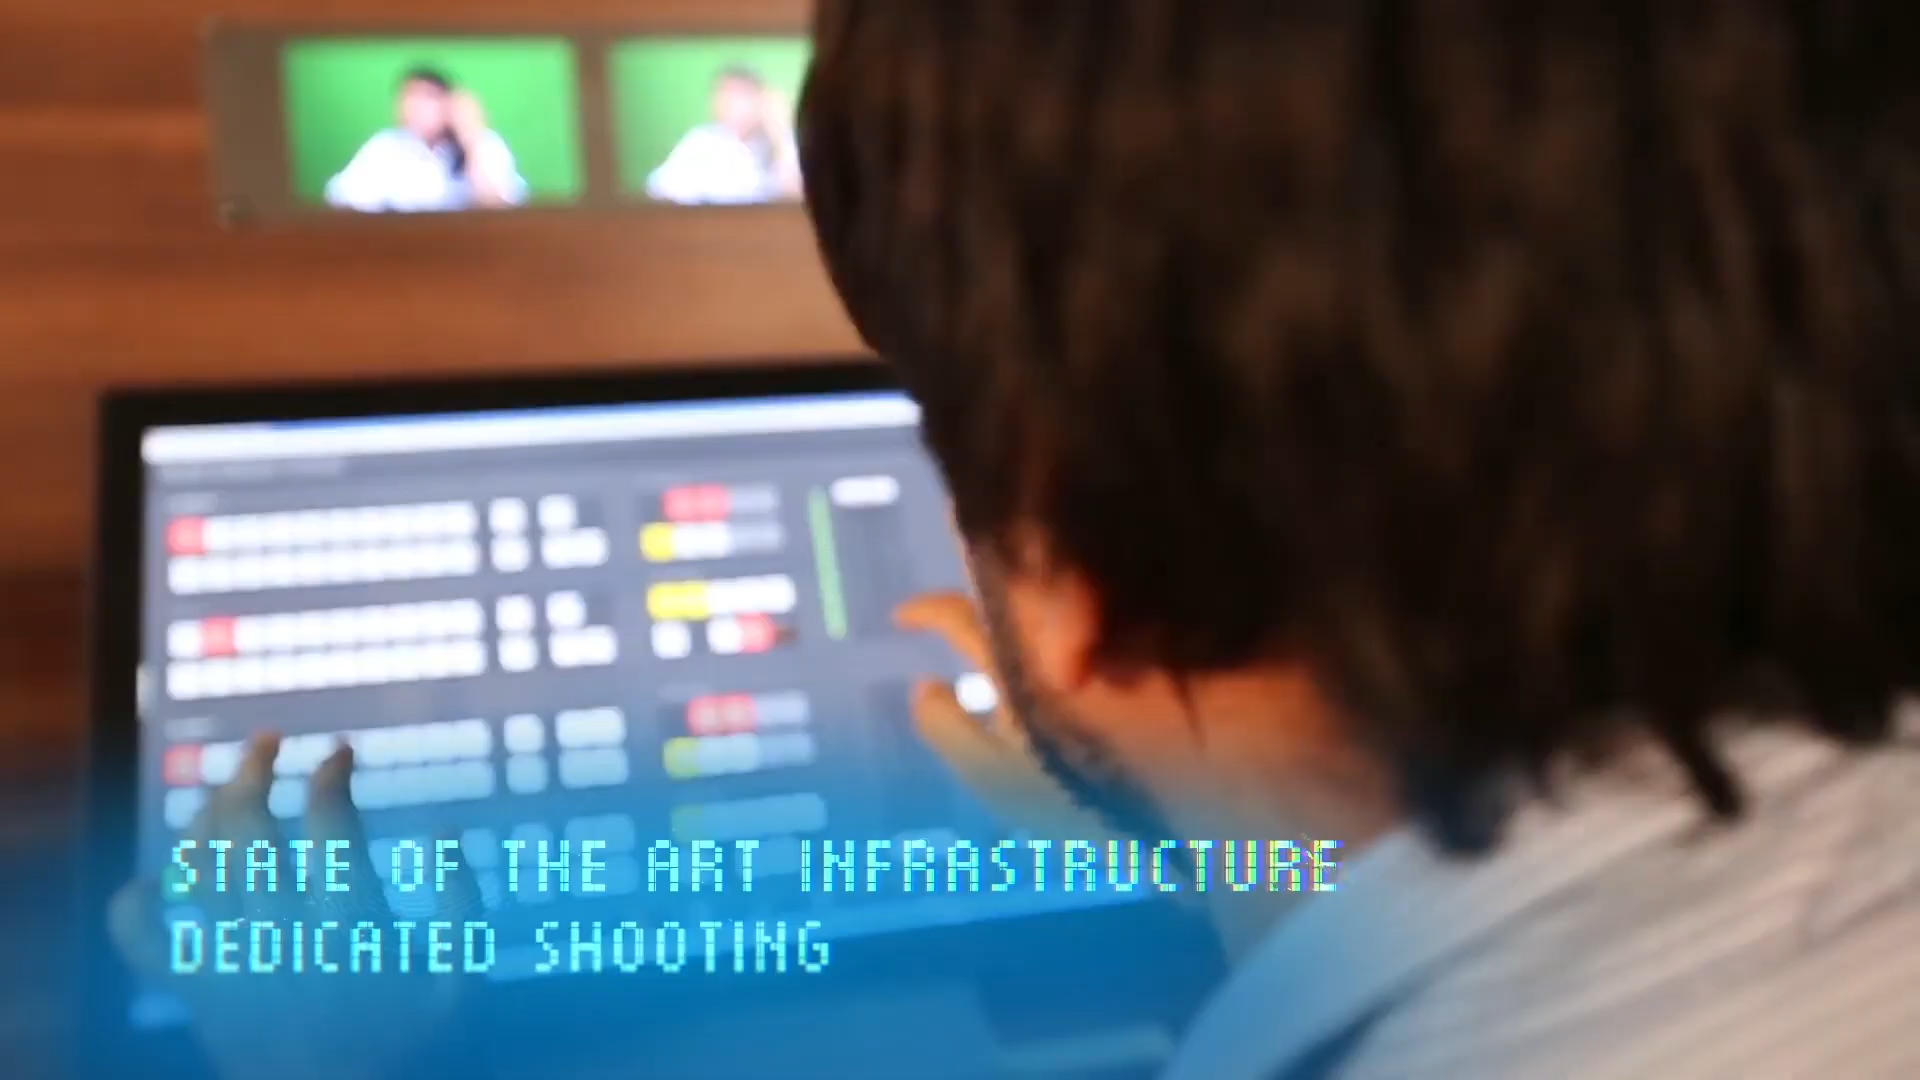 STATE OF THE ART INFRASTRUCTURE
DEDICATED SHOOTING